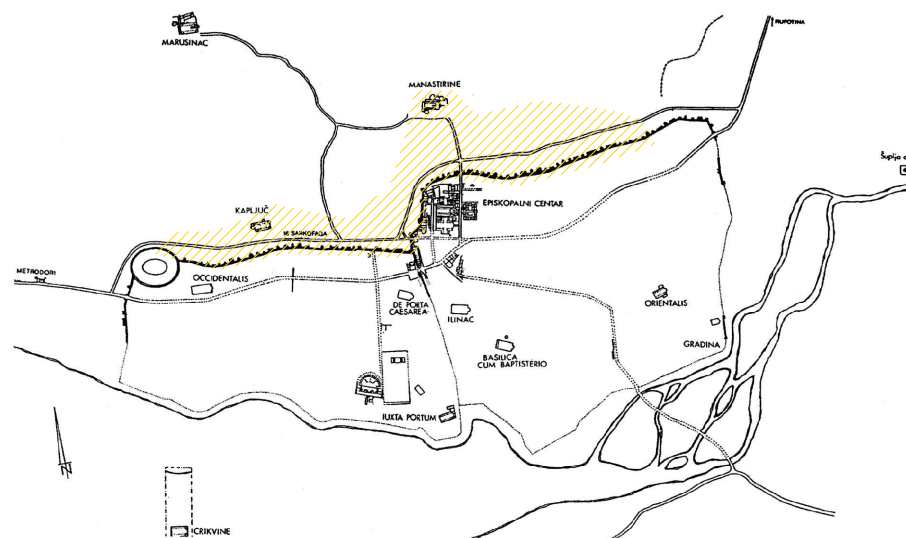 RUPOTINA
MARUSINAC
MANASTIRINE
Šuplja c
KAPLJUČ
EPISKOPALNI CENTAR
16 SARKOFAGA
METRODORI
OCCIDENTALIS
DE PORTA
CAESAREA
ILINAC
ORIENTALIS
GRADINA
BASILICA
CUM BAPTISTERIO
IUXTA PORTUM
N
CRIKVINE